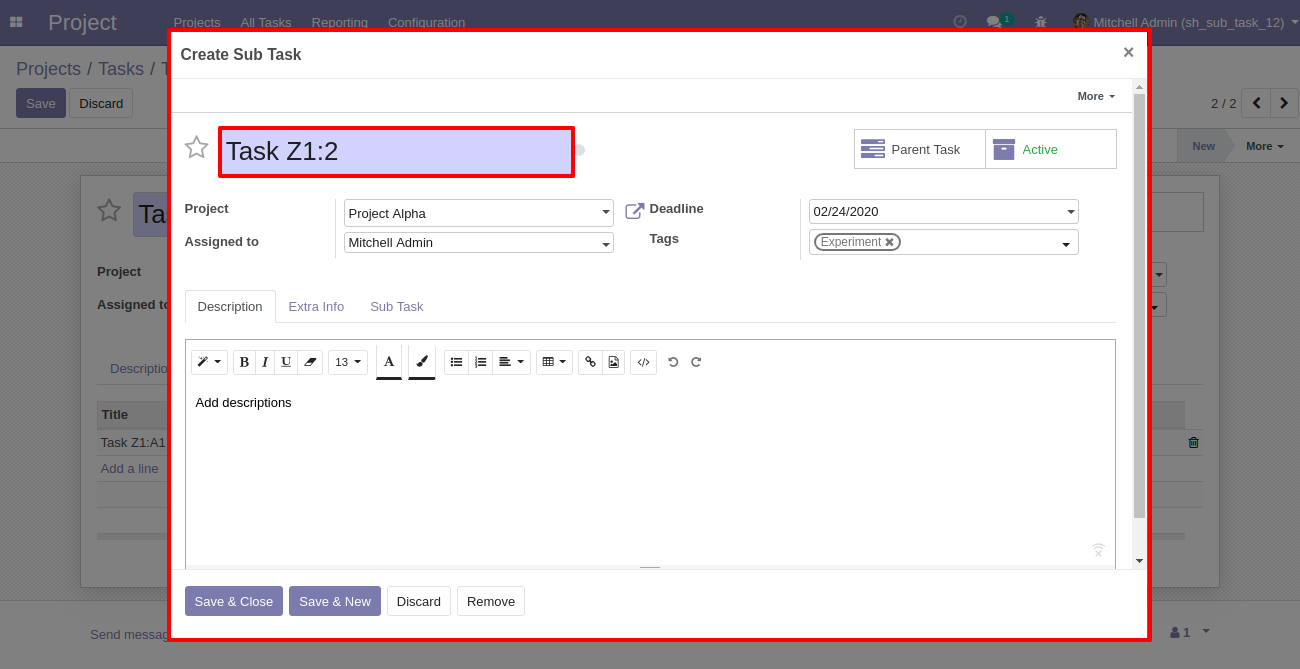 Project Projects All Tasks Reporting Configuration 1 Mitchell Admin (sh_sub_task_12)
Create Sub Task ×
Projects / Tasks / T
Save Discard 2 / 2
More
New More
Task Z1:2
Parent Task Active
Ta
Project Project Alpha Deadline 02/24/2020
Assigned to Mitchell Admin Tags Experiment
Project
Assigned to
Description Extra Info Sub Task
B I U 13 A
Descriptio
Add descriptions
Title
Task Z1:A1
Add a line
Save & Close Save & New Discard Remove
Send messag 1